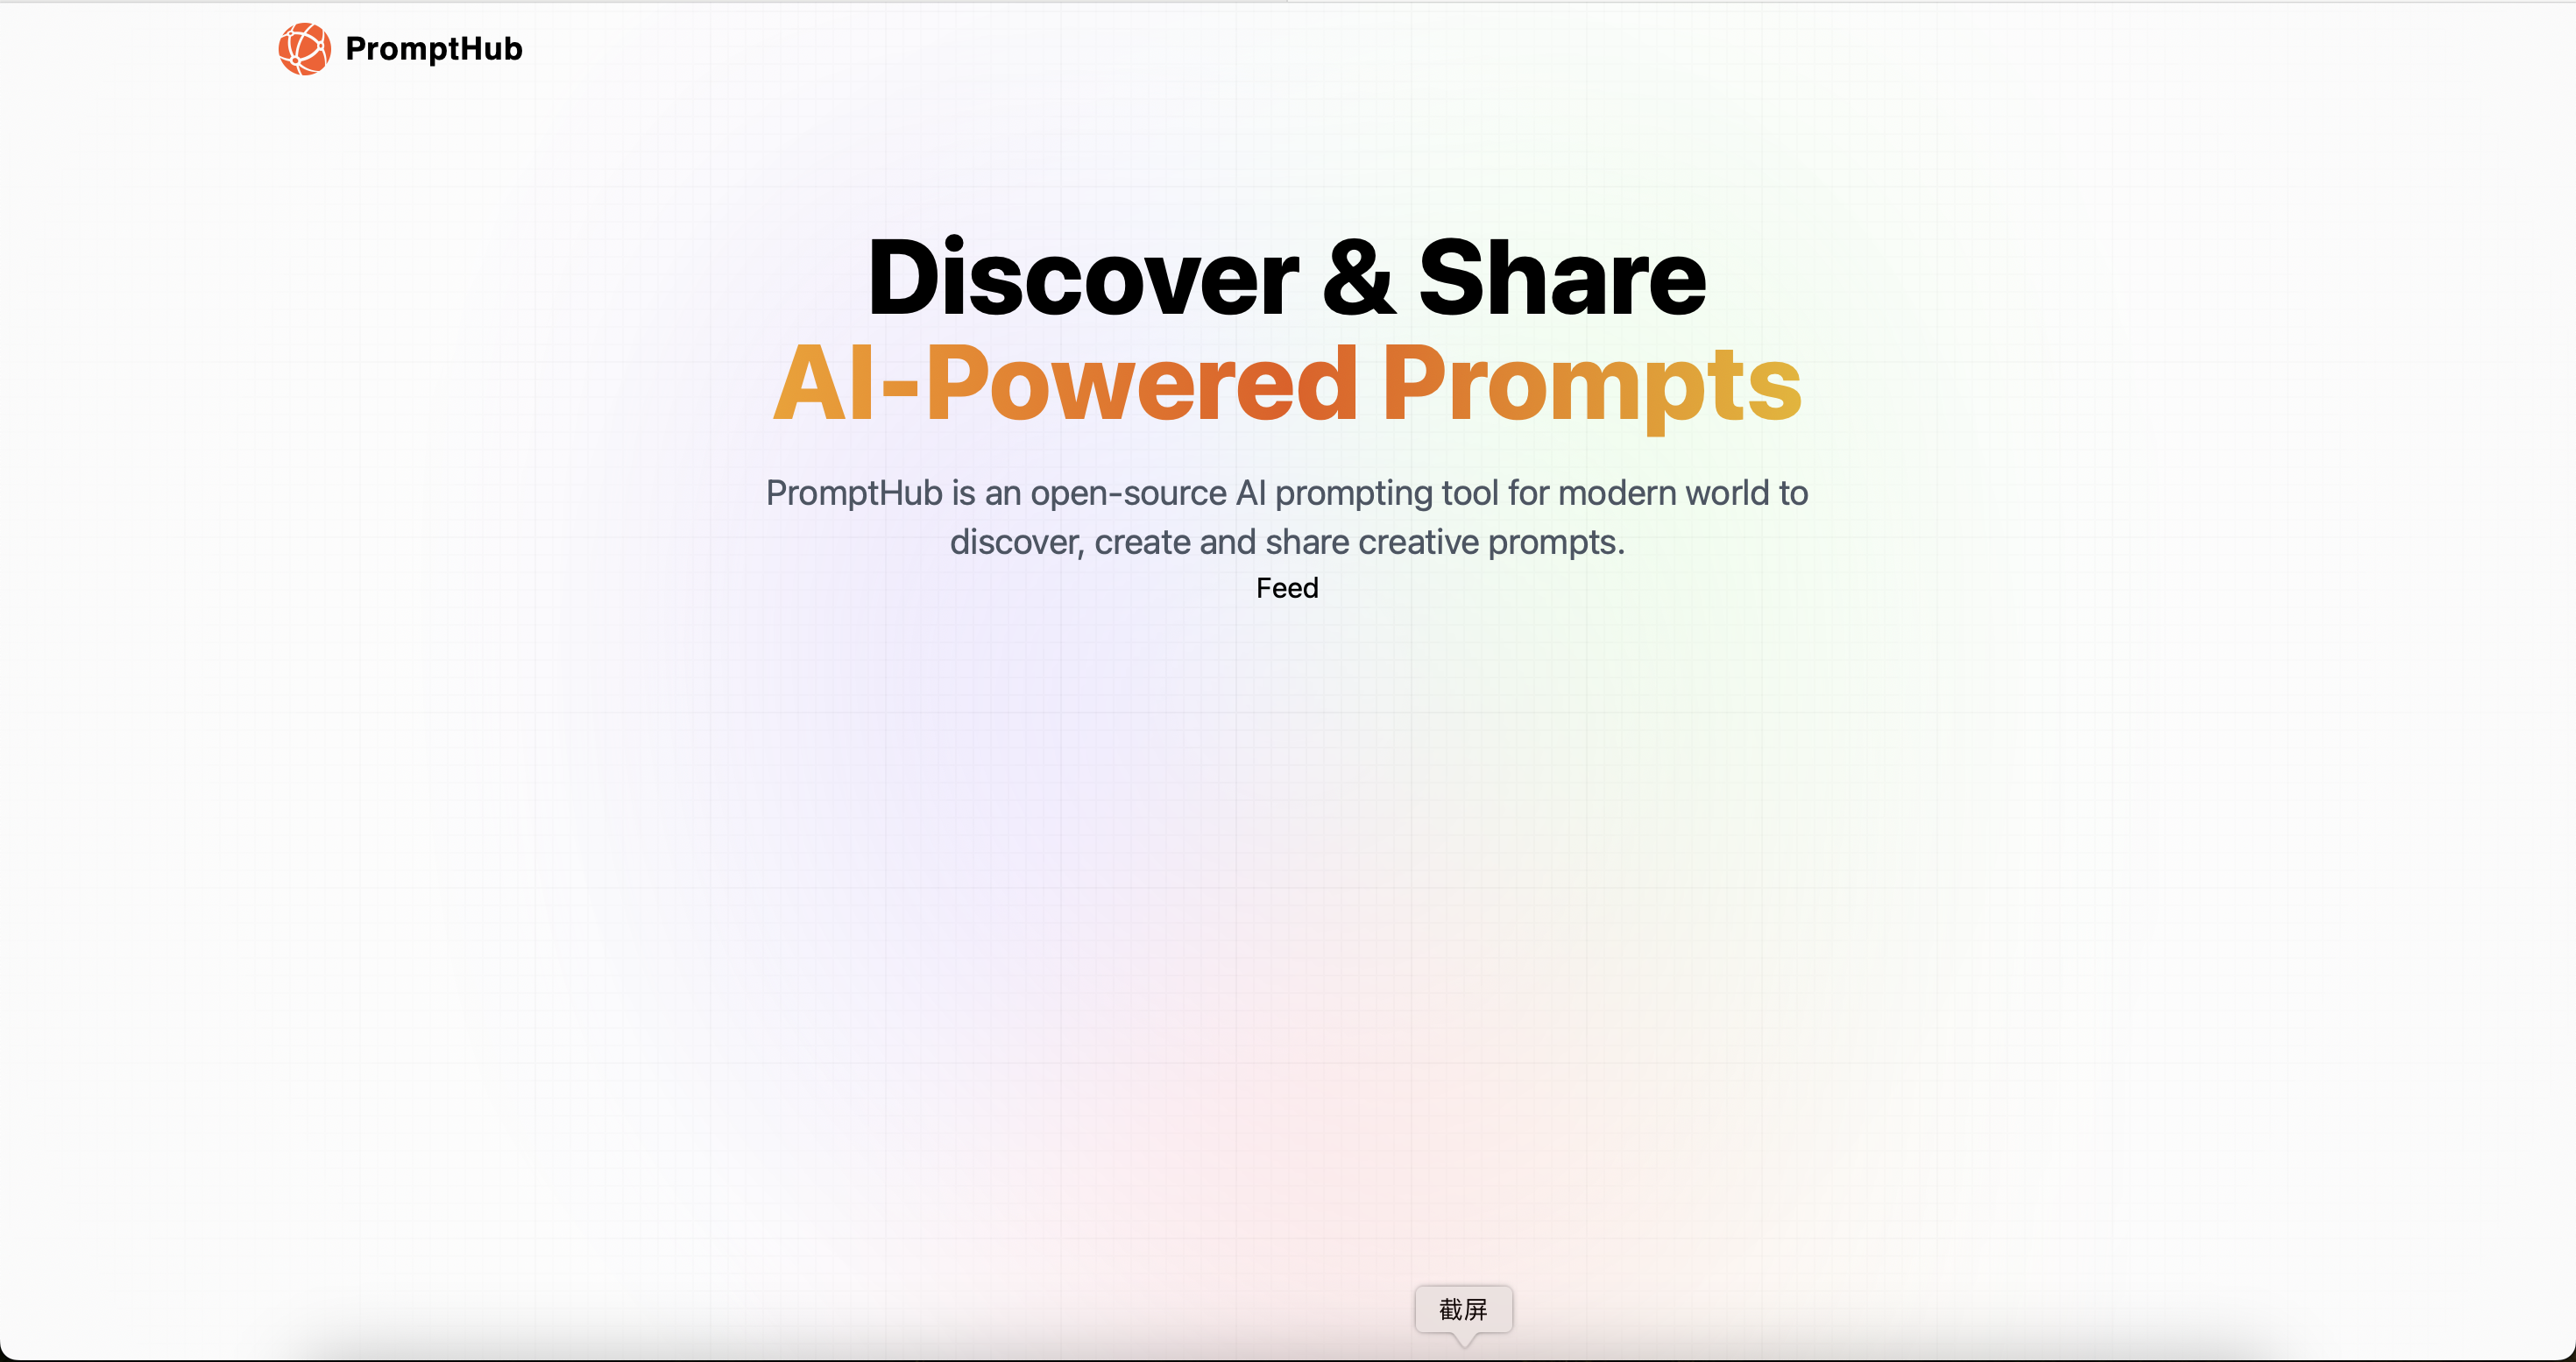 PromptHub
Discover & Share
AI-Powered Prompts
PromptHub is an open-source AI prompting tool for modern world to
discover, create and share creative prompts.
Feed
截屏